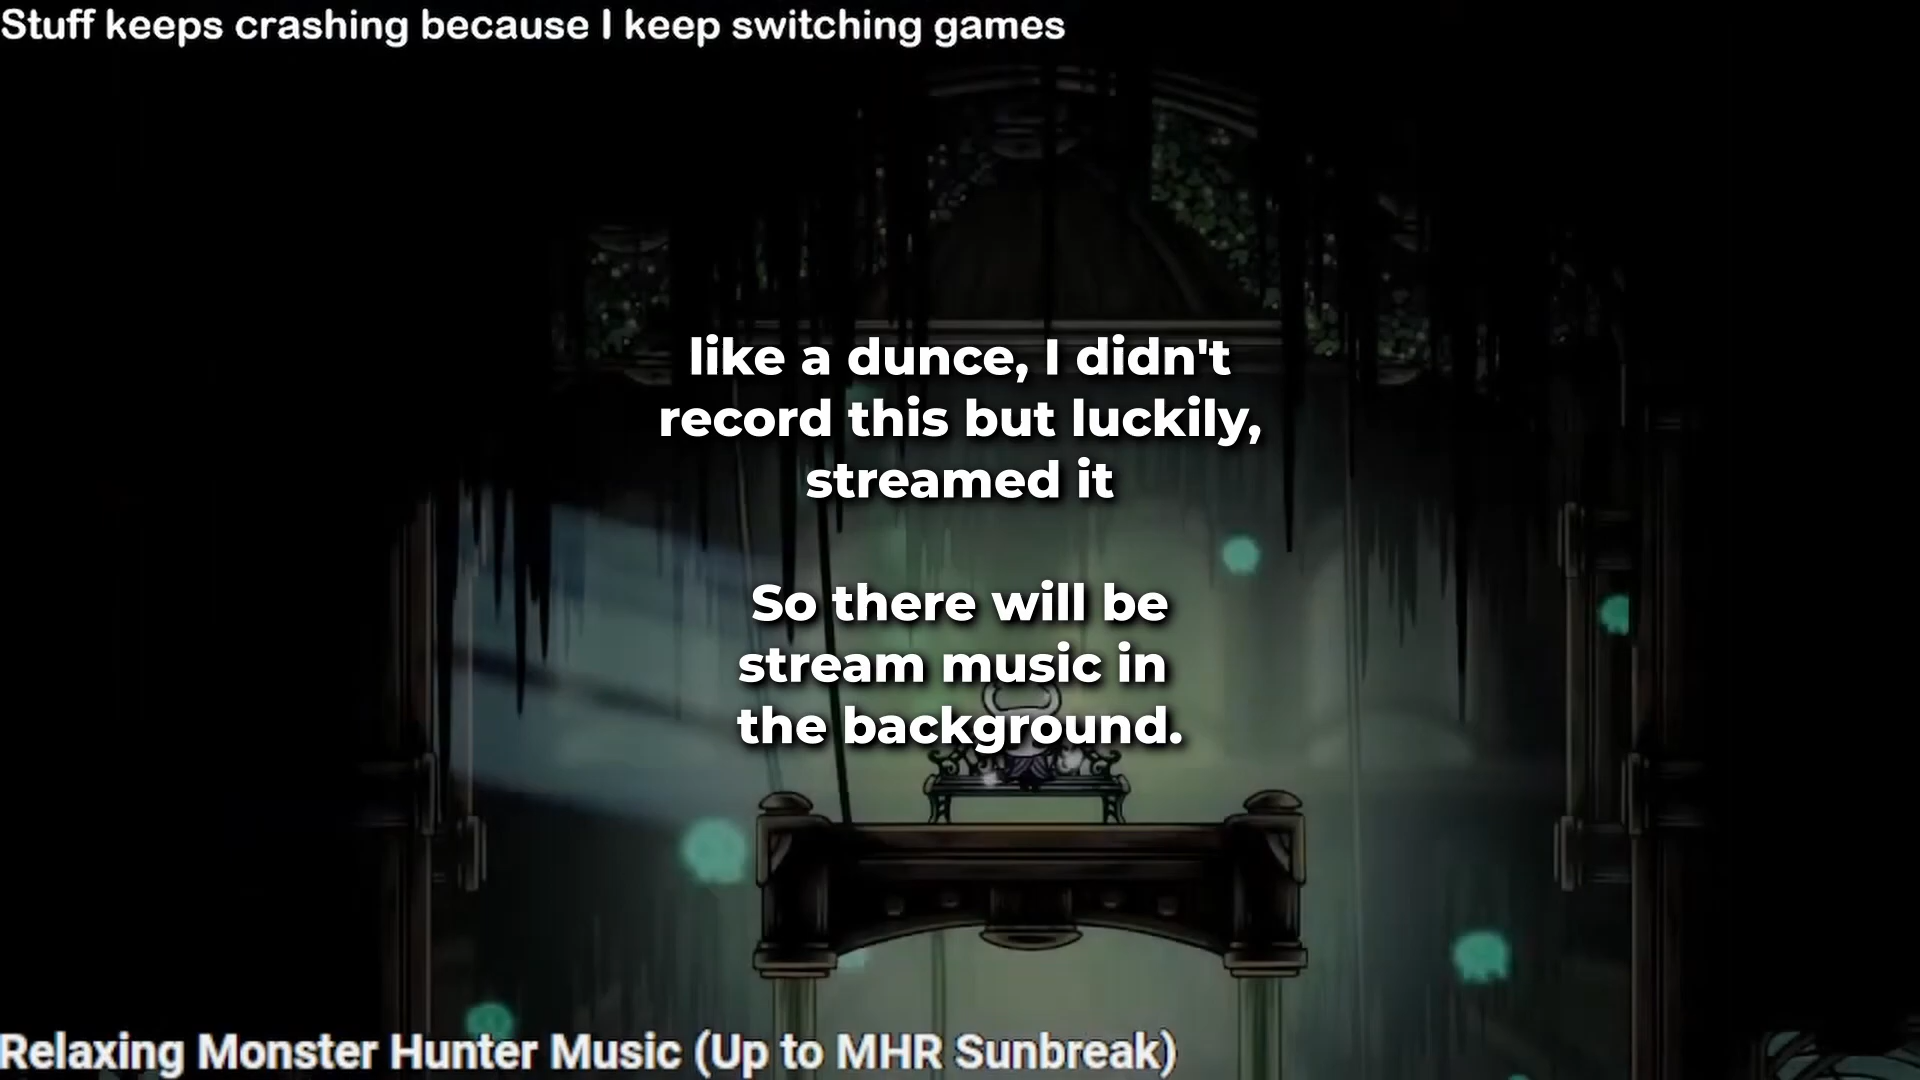 Stuff keeps crashing because I keep switching games
like a dunce, I didn't
record this but luckily,
streamed it
So there will be
stream music in
the background.
Relaxing Monster Hunter Music (Up to MHR Sunbreak)